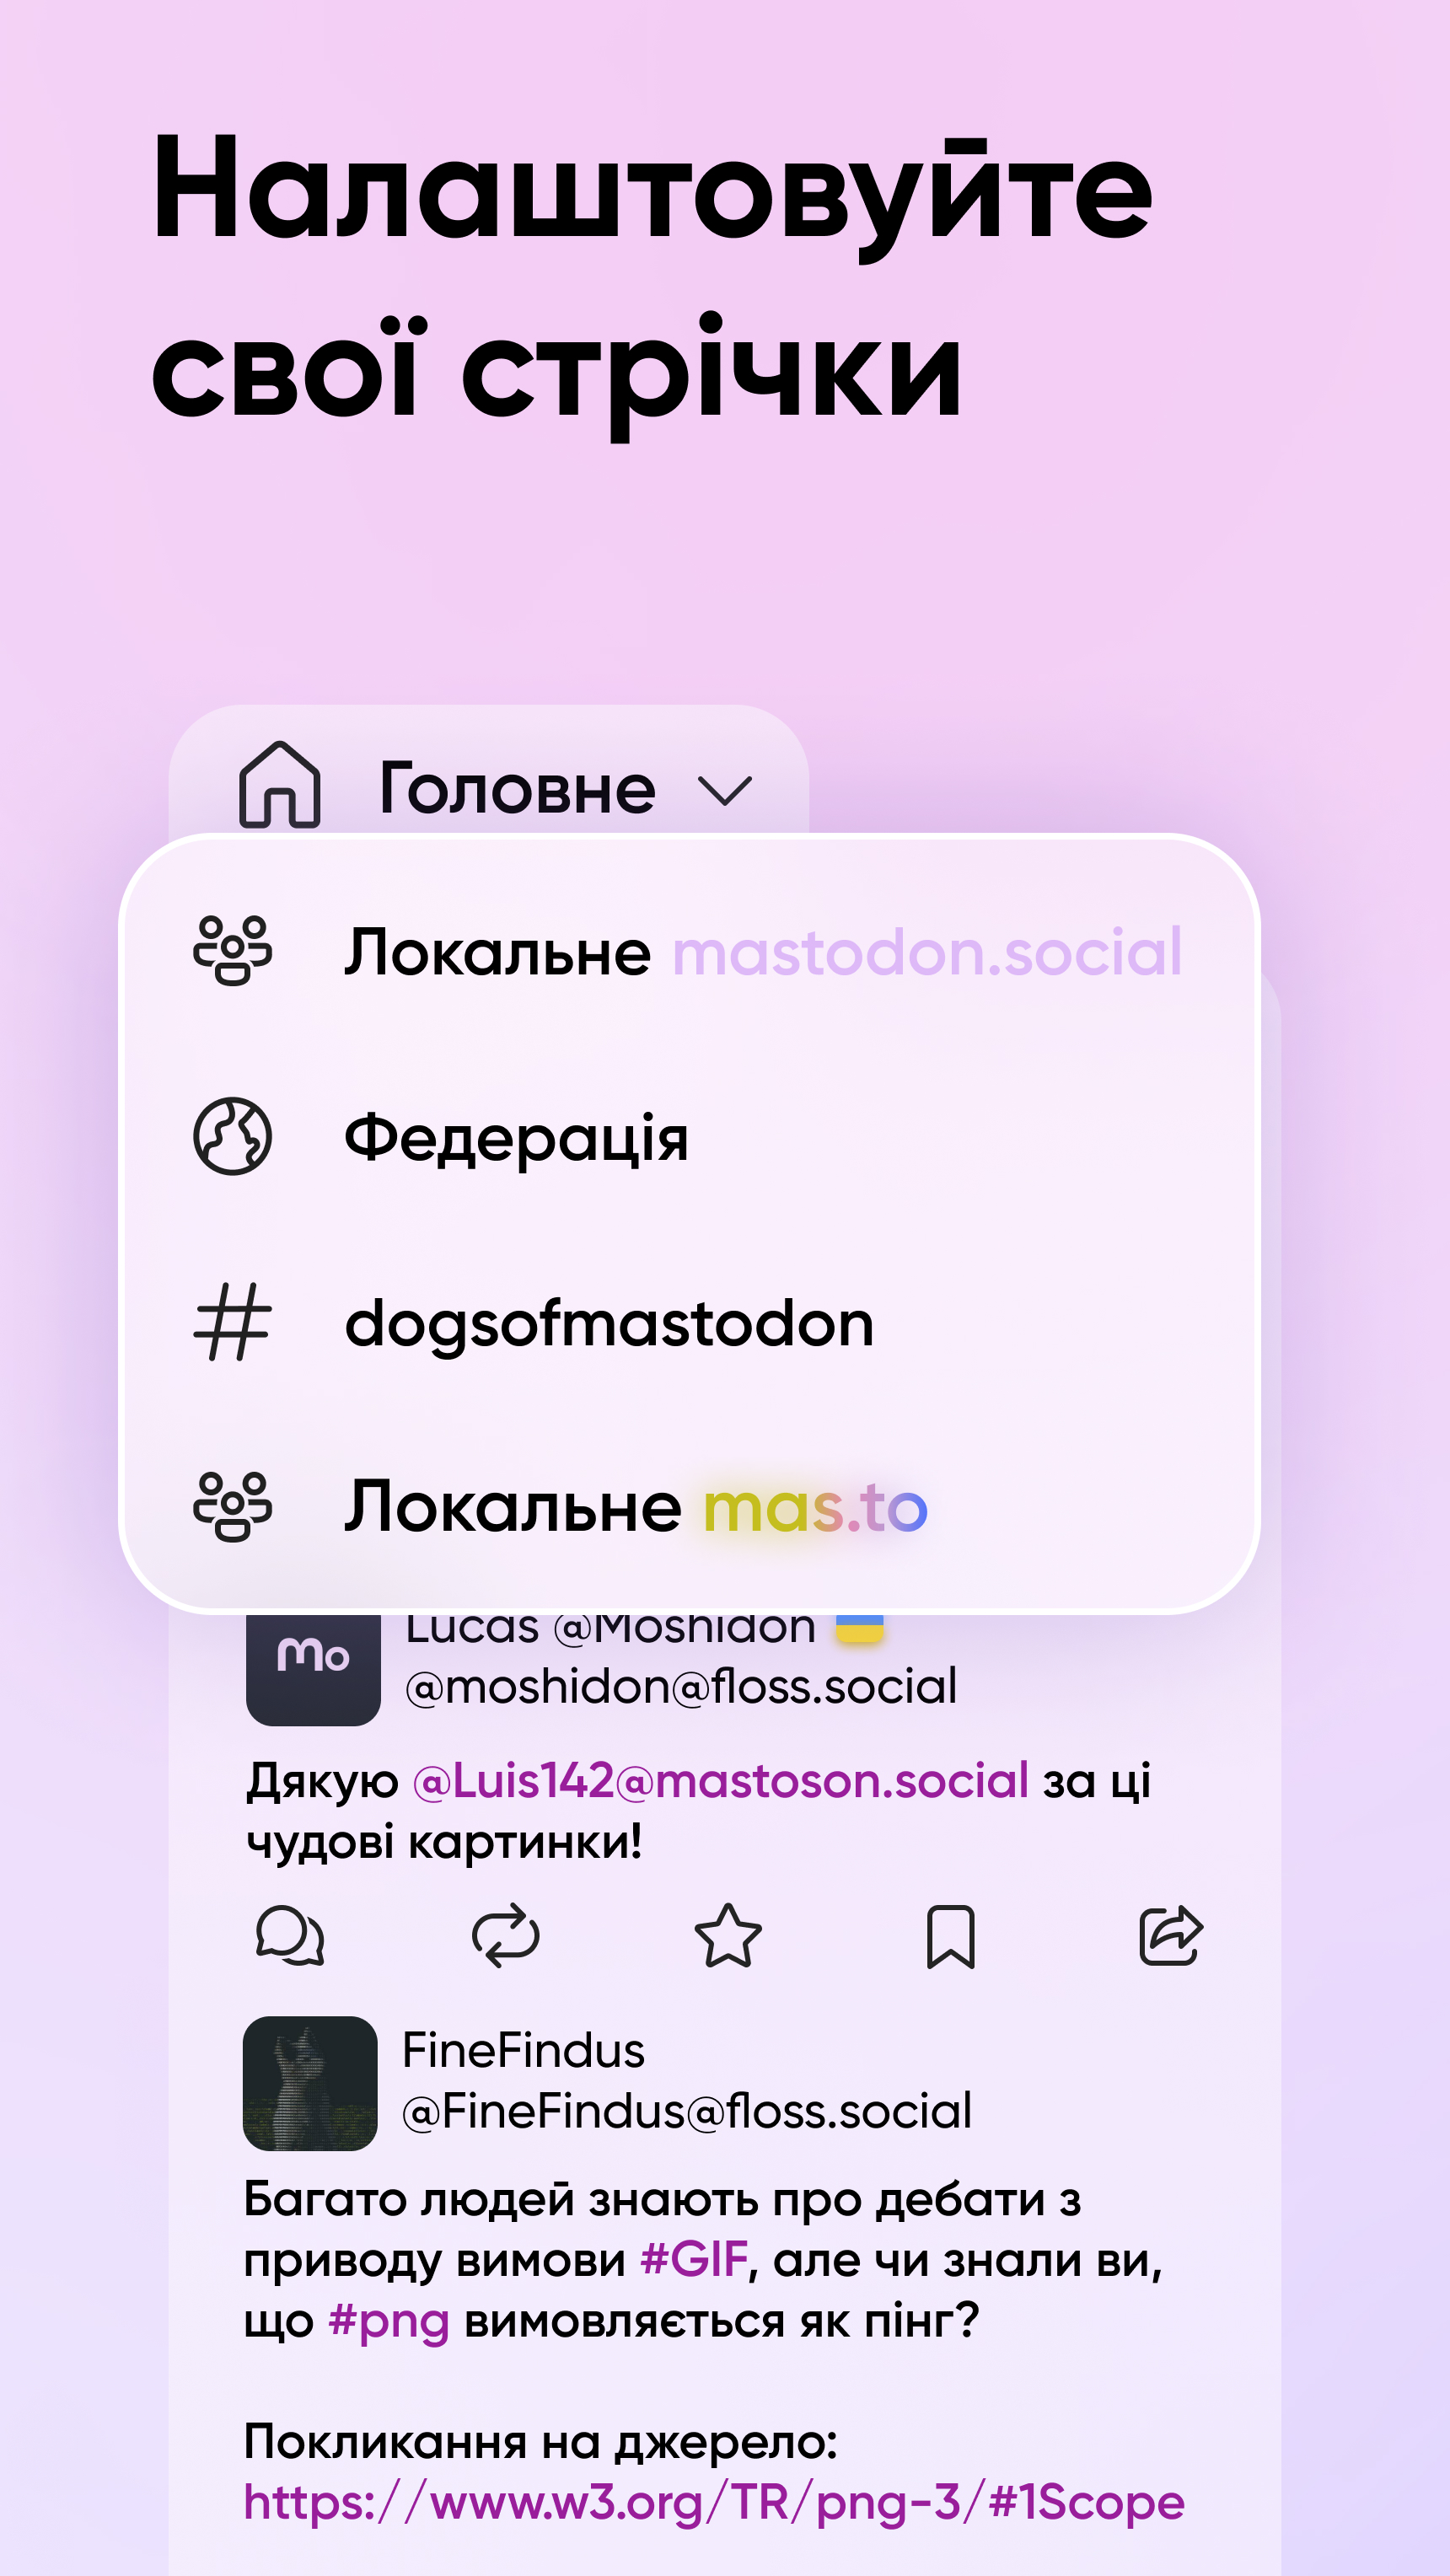 Налаштовуйте
свої стрічки
Головне
Локальне mastodon.social
Федерація
dogsofmastodon
Локальне mas.to
Mo
Lucas @Moshidon
@moshidon@floss.social
Дякую @Luis142@mastoson.social за ці
чудові картинки!
FineFindus
@FineFindus@floss.social
Багато людей знають про дебати з
приводу вимови #GIF, але чи знали ви,
що #png вимовляється як пінг?
Покликання на джерело:
https://www.w3.org/TR/png-3/#1Scope